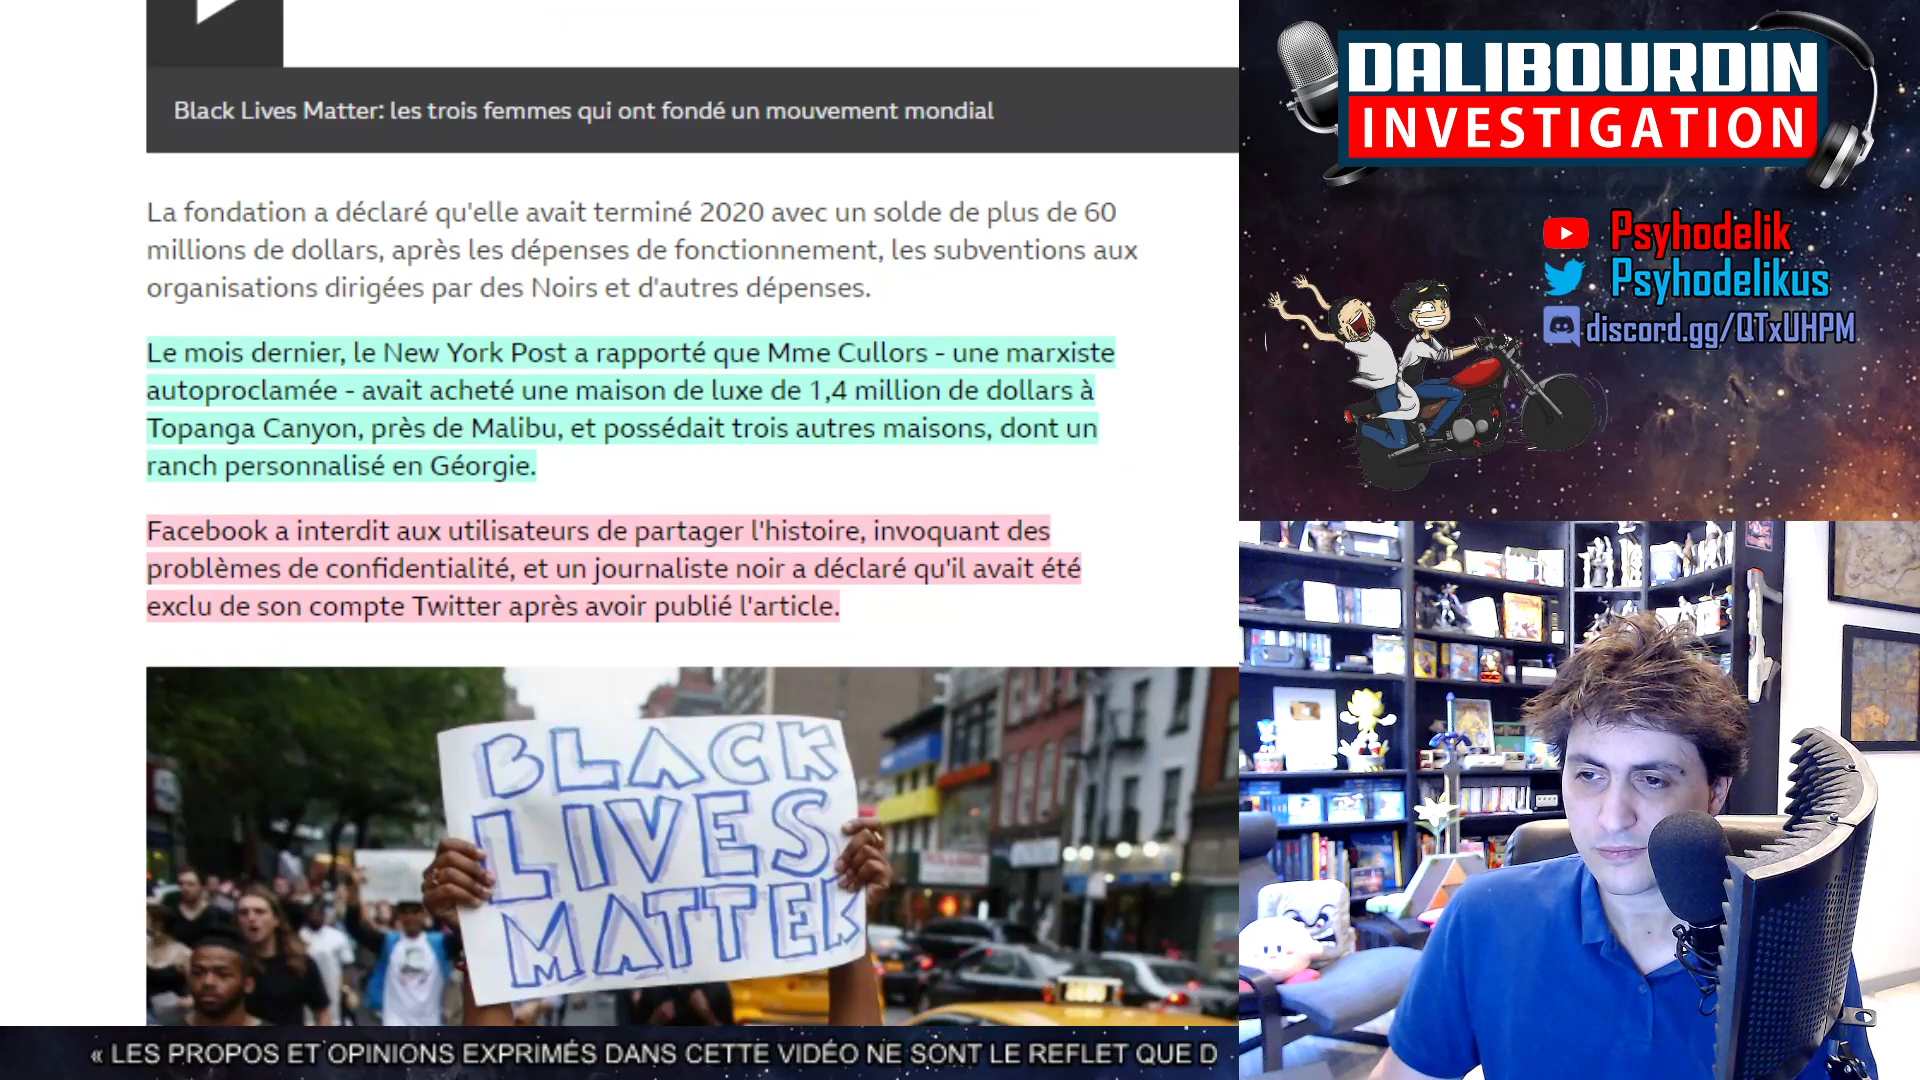 Black Lives Matter: les trois femmes qui ont fondé un mouvement mondial
La fondation a déclaré qu'elle avait terminé 2020 avec un solde de plus de 60
millions de dollars, après les dépenses de fonctionnement, les subventions aux
organisations dirigées par des Noirs et d'autres dépenses.
Le mois dernier, le New York Post a rapporté que Mme Cullors - une marxiste
autoproclamée - avait acheté une maison de luxe de 1,4 million de dollars à
Topanga Canyon, près de Malibu, et possédait trois autres maisons, dont un
ranch personnalisé en Géorgie.
Facebook a interdit aux utilisateurs de partager l'histoire, invoquant des
problèmes de confidentialité, et un journaliste noir a déclaré qu'il avait été
exclu de son compte Twitter après avoir publié l'article.
BLACK
LIVES
MATTER
« LES PROPOS ET OPINIONS EXPRIMÉS DANS CETTE VIDÉO NE SONT LE REFLET QUE D
DALIBOURDIN
INVESTIGATION
Psyhodelik
Psyhodelikus
discord.gg/QTxUHPM